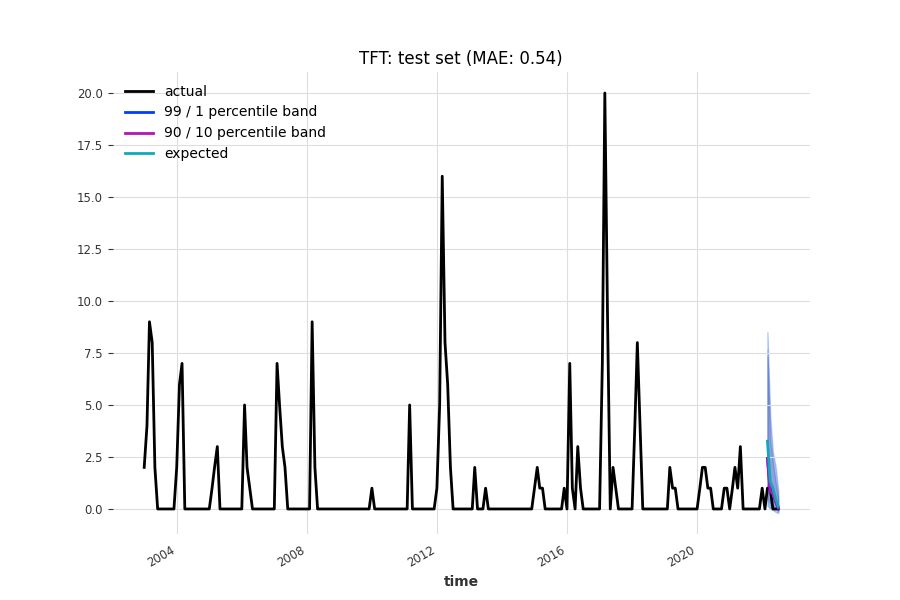 TFT: test set (MAE: 0.54)
actual
99 / 1 percentile band
90 / 10 percentile band
expected
20.0
17.5
15.0
12.5
10.0
7.5
5.0
2.5
0.0
2004
2008
2012
2016
2020
time